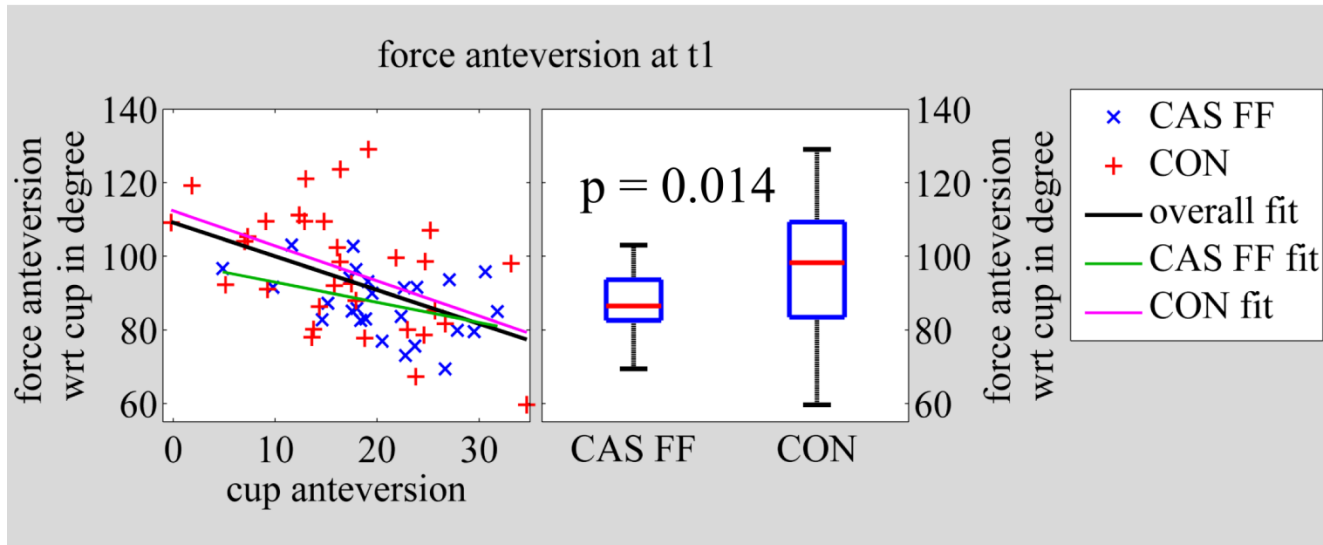 force anteversion at t1
force anteversion
wrt cup in degree
140
120
100
80
60
0
10
20
30
cup anteversion
p = 0.014
CAS FF
CON
140
120
100
80
60
force anteversion
wrt cup in degree
CAS FF
CON
overall fit
CAS FF fit
CON fit